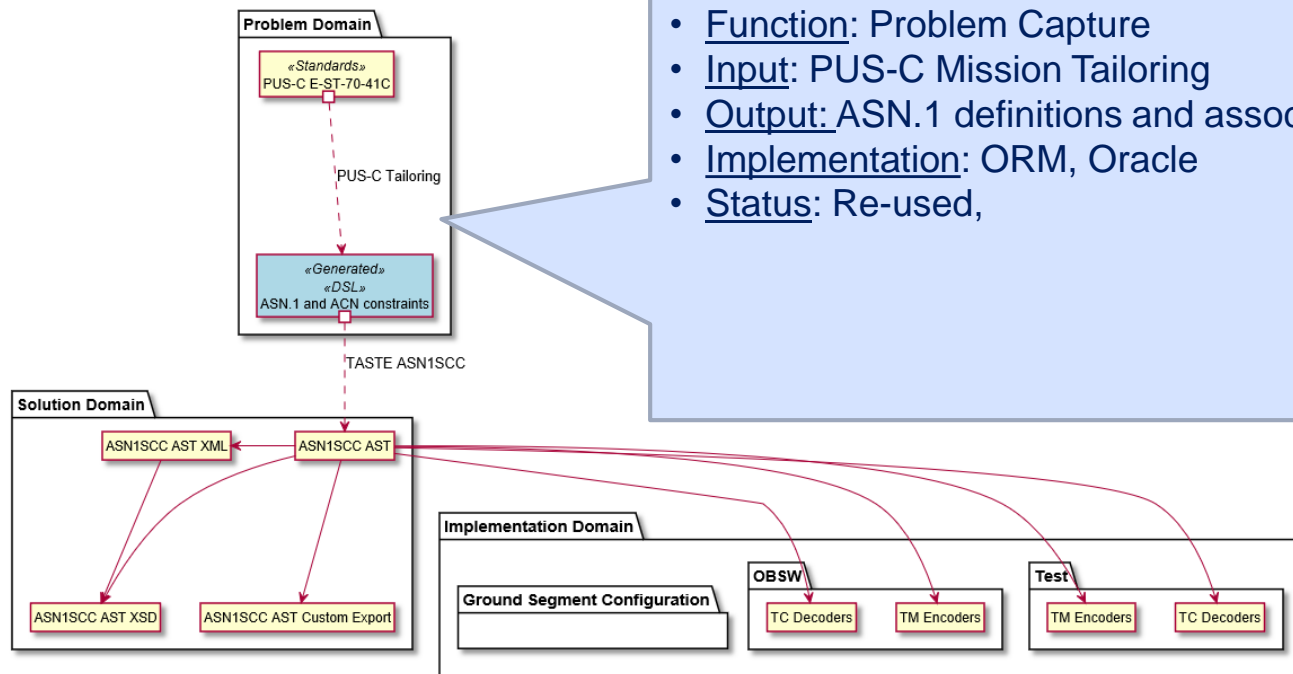 Problem Domain
«Standards»
PUS-C E-ST-70-41C
PUS-C Tailoring
«Generated»
«DSL»
ASN.1 and ACN constraints
TASTE ASN1SCC
• Function: Problem Capture
• Input: PUS-C Mission Tailoring
• Output: ASN.1 definitions and assoc
• Implementation: ORM, Oracle
• Status: Re-used,
Solution Domain
ASN1SCC AST XML
ASN1SCC AST
ASN1SCC AST XSD
ASN1SCC AST Custom Export
Implementation Domain
Ground Segment Configuration
OBSW
TC Decoders
TM Encoders
Test
TM Encoders
TC Decoders